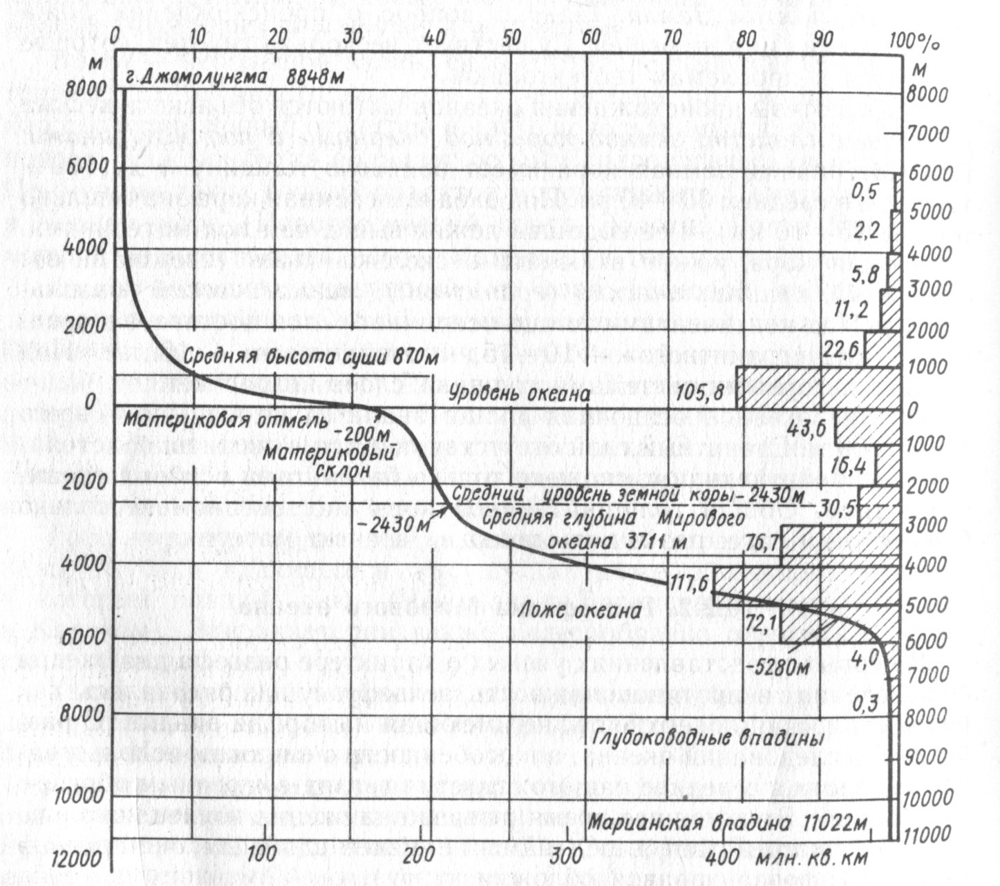 0 10 20 30 40 50 60 70 80 90 100%
м
м
г. Джомолунгма 8848м
8000
8000
7000
6000
6000
0,5
5000
2,2
4000
4000
5,8
3000
11,2
2000
2000
22,6
Средняя высота суши 870м
1000
Уровень океана
105,8
0
0
Материковая отмель
-200м
43,6
1000
Материковый
склон
16,4
2000
2000
Средний уровень земной коры-2430м
30,5
-2430м
Средняя глубина Мирового
3000
океана 3711 м
76,7
4000
4000
117,6
Ложе океана
5000
72,1
6000
6000
4,0
-5280м
7000
0,3
8000
8000
Глубоководные впадины
9000
10000
10000
Марианская впадина 11022м
11000
12000
100 200 300 400 млн. кв. км